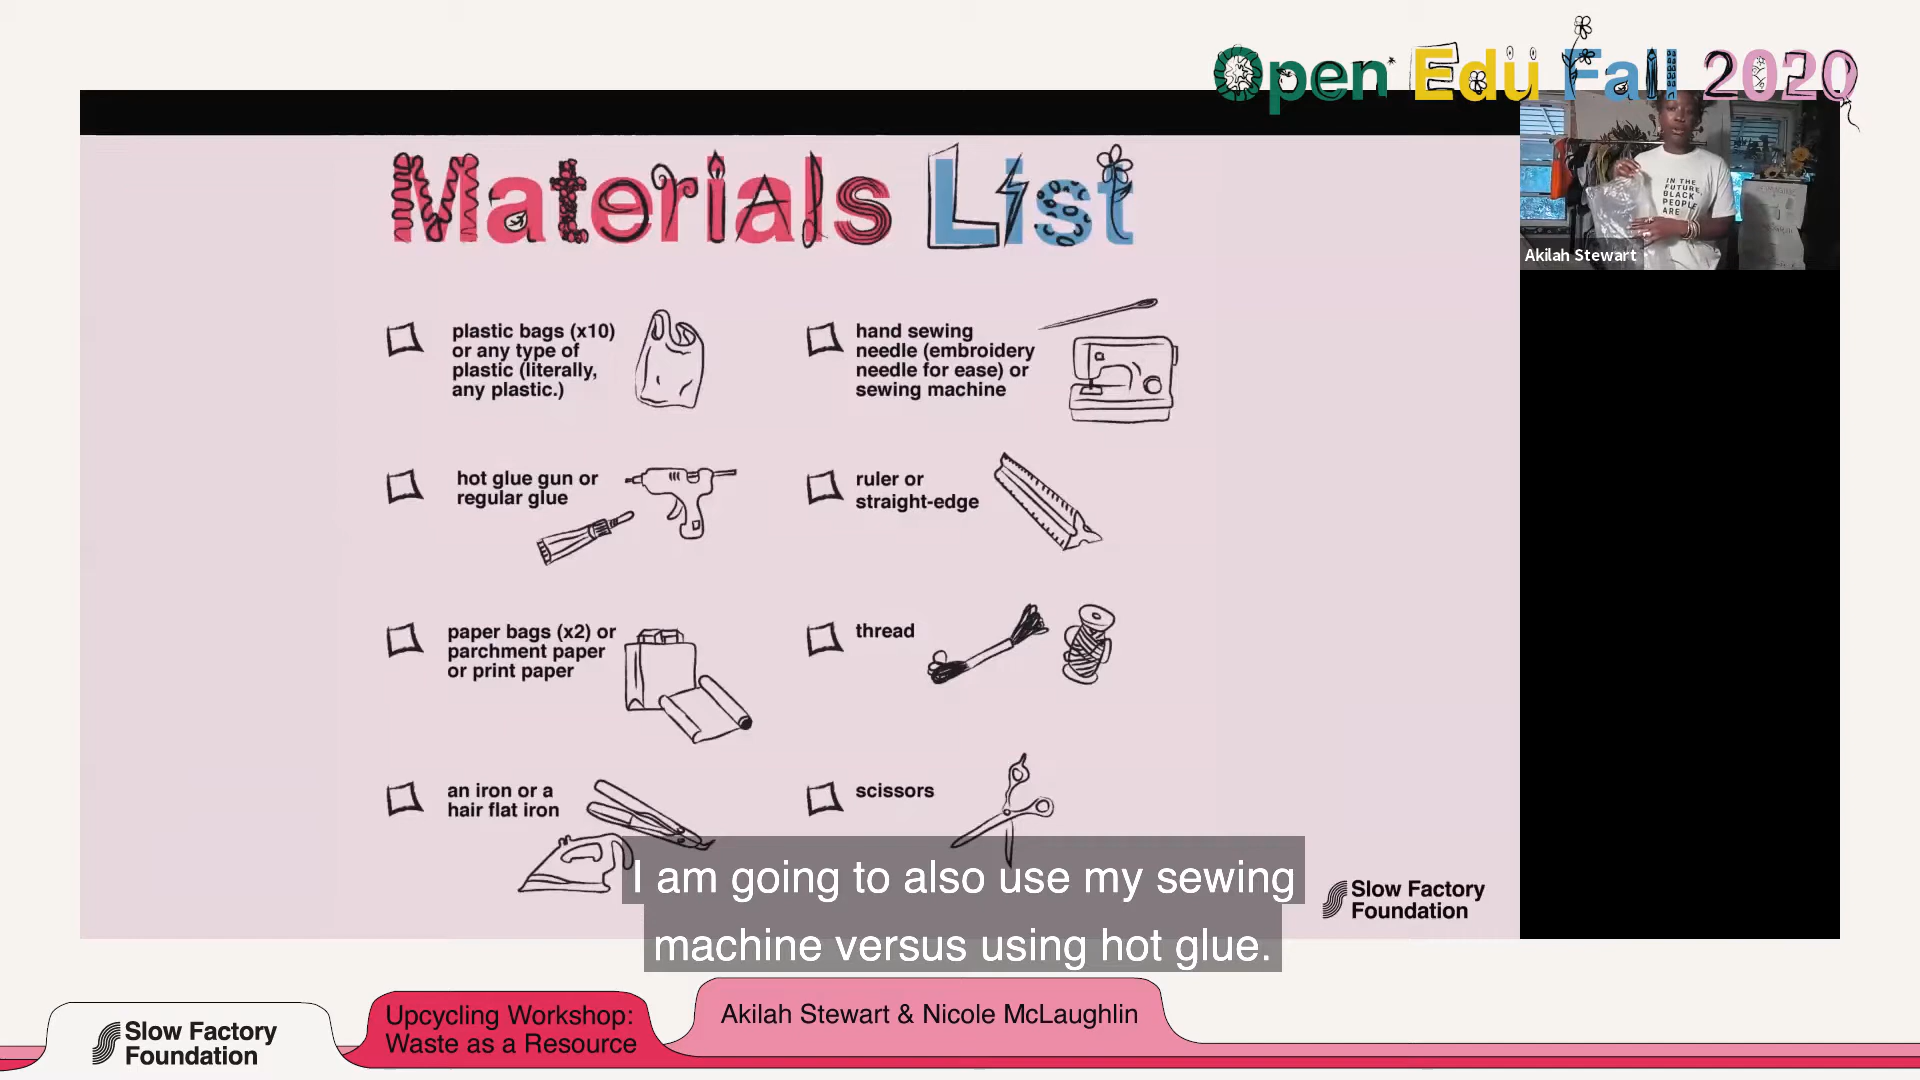 Open Edu Fall 2020
Materials List
plastic bags (x10)
or any type of
plastic (literally,
any plastic.)
hand sewing
needle (embroidery
needle for ease) or
sewing machine
hot glue gun or
regular glue
ruler or
straight-edge
paper bags (x2) or
parchment paper
or print paper
thread
an iron or a
hair flat iron
scissors
IN THE
FUTURE,
BLACK
PEOPLE
ARE
Akilah Stewart
I am going to also use my sewing
machine versus using hot glue.
Slow Factory
Foundation
Slow Factory
Foundation
Upcycling Workshop:
Waste as a Resource
Akilah Stewart & Nicole McLaughlin